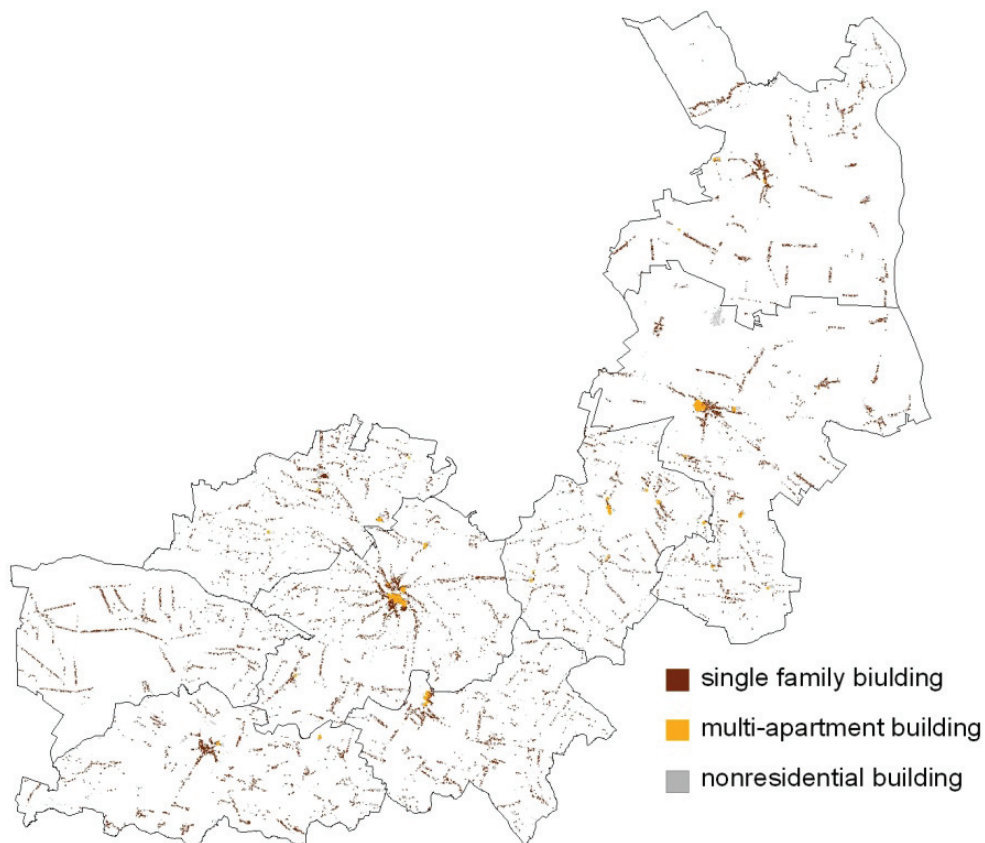 single family biulding
multi-apartment building
nonresidential building